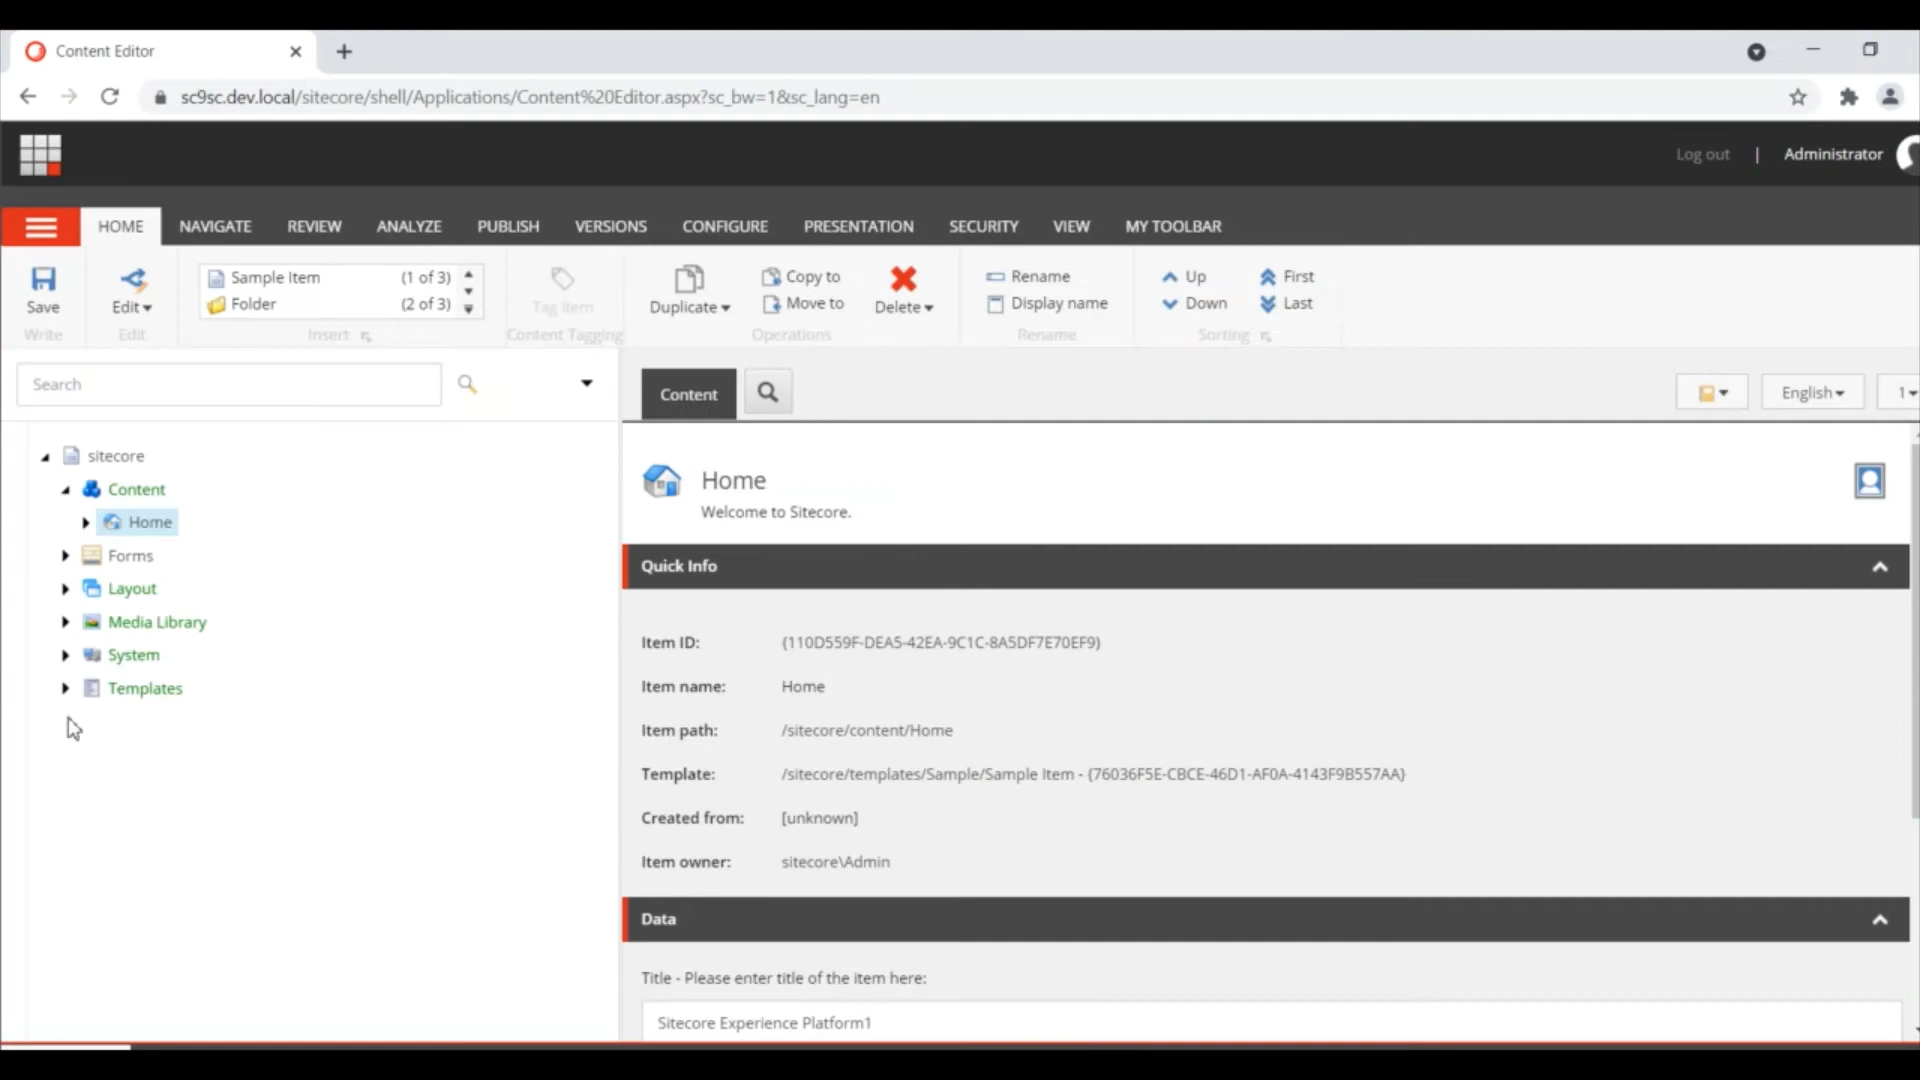 Content Editor
sc9sc.dev.local/sitecore/shell/Applications/Content%20Editor.aspx?sc_bw=1&sc_lang=en
Log out | Administrator
HOME NAVIGATE REVIEW ANALYZE PUBLISH VERSIONS CONFIGURE PRESENTATION SECURITY VIEW MY TOOLBAR
Sample Item (1 of 3) Copy to Rename Up First
Save Edit Folder (2 of 3) Tag Item Duplicate Move to Delete Display name Down Last
Write Edit Insert Content Tagging Operations Rename Sorting
Search
Content English 1
sitecore
Content
Home
Forms
Layout
Media Library
System
Templates
Home
Welcome to Sitecore.
Quick Info
Item ID: {110D559F-DEA5-42EA-9C1C-8A5DF7E70EF9}
Item name: Home
Item path: /sitecore/content/Home
Template: /sitecore/templates/Sample/Sample Item - {76036F5E-CBCE-46D1-AF0A-4143F9B557AA}
Created from: [unknown]
Item owner: sitecore\Admin
Data
Title - Please enter title of the item here:
Sitecore Experience Platform1